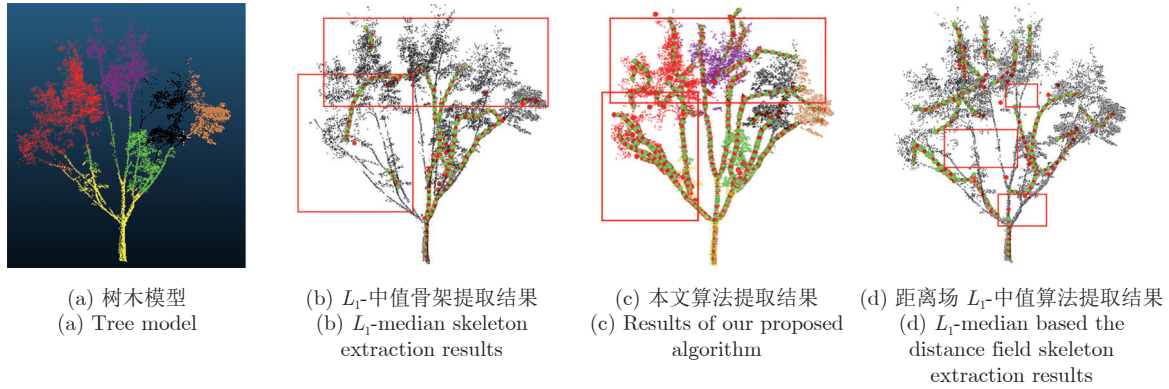 (a) 树木模型
(a) Tree model
(b) L₁-中值骨架提取结果
(b) L₁-median skeleton
extraction results
(c) 本文算法提取结果
(c) Results of our proposed
algorithm
(d) 距离场 L₁-中值算法提取结果
(d) L₁-median based the
distance field skeleton
extraction results